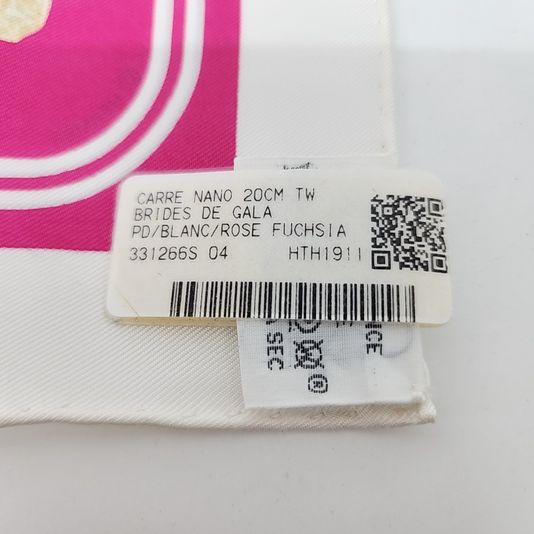 CARRE NANO 20CM TW
BRIDES DE GALA
PD/BLANC/ROSE FUCHSIA
331266S 04 HTH1911
SEC
®